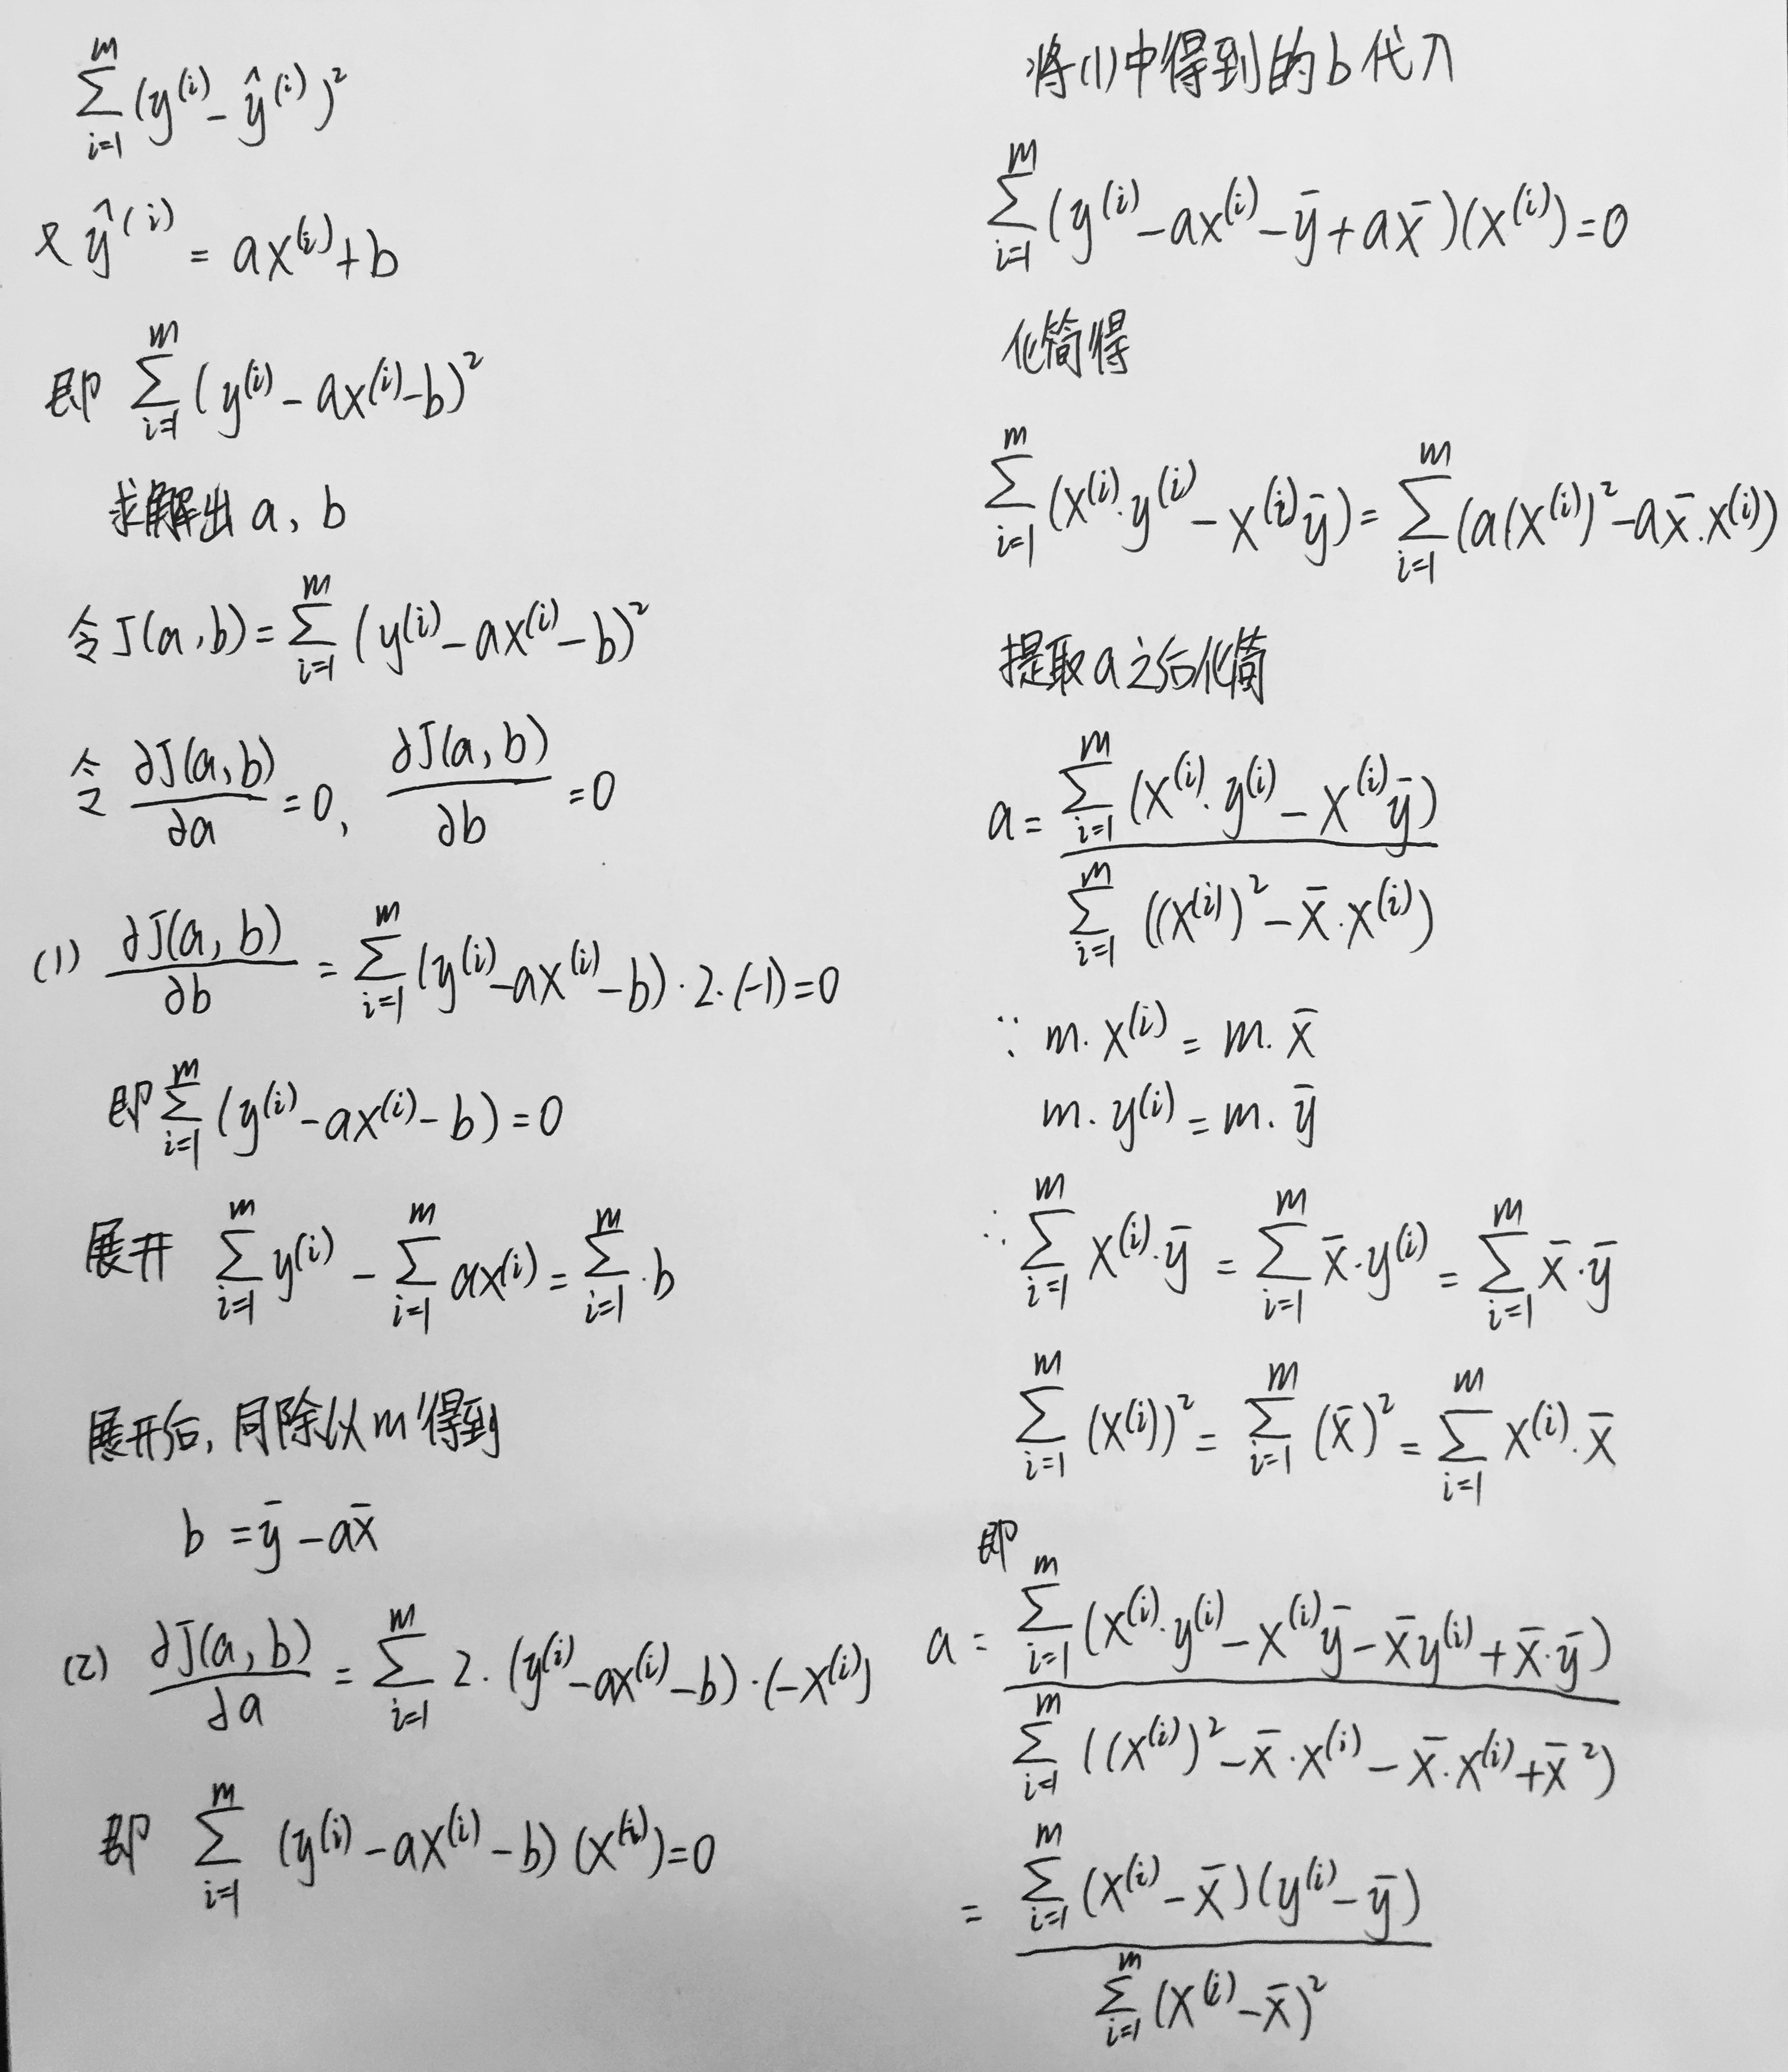 $\sum_{i=1}^{m} (y^{(i)} - \hat{y}^{(i)})^2$
又 $\hat{y}^{(i)} = ax^{(i)} + b$
即 $\sum_{i=1}^{m} (y^{(i)} - ax^{(i)} - b)^2$
求解出 a, b
令 $J(a, b) = \sum_{i=1}^{m} (y^{(i)} - ax^{(i)} - b)^2$
令 $\frac{\partial J(a, b)}{\partial a} = 0, \frac{\partial J(a, b)}{\partial b} = 0$
(1) $\frac{\partial J(a, b)}{\partial b} = \sum_{i=1}^{m} (y^{(i)} - ax^{(i)} - b) \cdot 2 \cdot (-1) = 0$
即 $\sum_{i=1}^{m} (y^{(i)} - ax^{(i)} - b) = 0$
展开 $\sum_{i=1}^{m} y^{(i)} - \sum_{i=1}^{m} ax^{(i)} = \sum_{i=1}^{m} \cdot b$
展开后, 同除以 m 得到
$b = \bar{y} - a\bar{x}$
(2) $\frac{\partial J(a, b)}{\partial a} = \sum_{i=1}^{m} 2 \cdot (y^{(i)} - ax^{(i)} - b) \cdot (-x^{(i)})$
即 $\sum_{i=1}^{m} (y^{(i)} - ax^{(i)} - b)(x^{(i)}) = 0$
将(1)中得到的 b 代入
$\sum_{i=1}^{m} (y^{(i)} - ax^{(i)} - \bar{y} + a\bar{x})(x^{(i)}) = 0$
化简得
$\sum_{i=1}^{m} (x^{(i)} \cdot y^{(i)} - x^{(i)}\bar{y}) = \sum_{i=1}^{m} (a(x^{(i)})^2 - a\bar{x} \cdot x^{(i)})$
提取 a 之后化简
$a = \frac{\sum_{i=1}^{m} (x^{(i)} \cdot y^{(i)} - x^{(i)}\bar{y})}{\sum_{i=1}^{m} ((x^{(i)})^2 - \bar{x} \cdot x^{(i)})}$
∵ $m \cdot x^{(i)} = m \cdot \bar{x}$
$m \cdot y^{(i)} = m \cdot \bar{y}$
∴ $\sum_{i=1}^{m} x^{(i)} \cdot \bar{y} = \sum_{i=1}^{m} \bar{x} \cdot y^{(i)} = \sum_{i=1}^{m} \bar{x} \cdot \bar{y}$
$\sum_{i=1}^{m} (x^{(i)})^2 = \sum_{i=1}^{m} (\bar{x})^2 = \sum_{i=1}^{m} x^{(i)} \cdot \bar{x}$
即
$a = \frac{\sum_{i=1}^{m} (x^{(i)} \cdot y^{(i)} - x^{(i)}\bar{y} - \bar{x}y^{(i)} + \bar{x} \cdot \bar{y})}{\sum_{i=1}^{m} ((x^{(i)})^2 - \bar{x} \cdot x^{(i)} - \bar{x} \cdot x^{(i)} + \bar{x}^2)}$
$= \frac{\sum_{i=1}^{m} (x^{(i)} - \bar{x})(y^{(i)} - \bar{y})}{\sum_{i=1}^{m} (x^{(i)} - \bar{x})^2}$